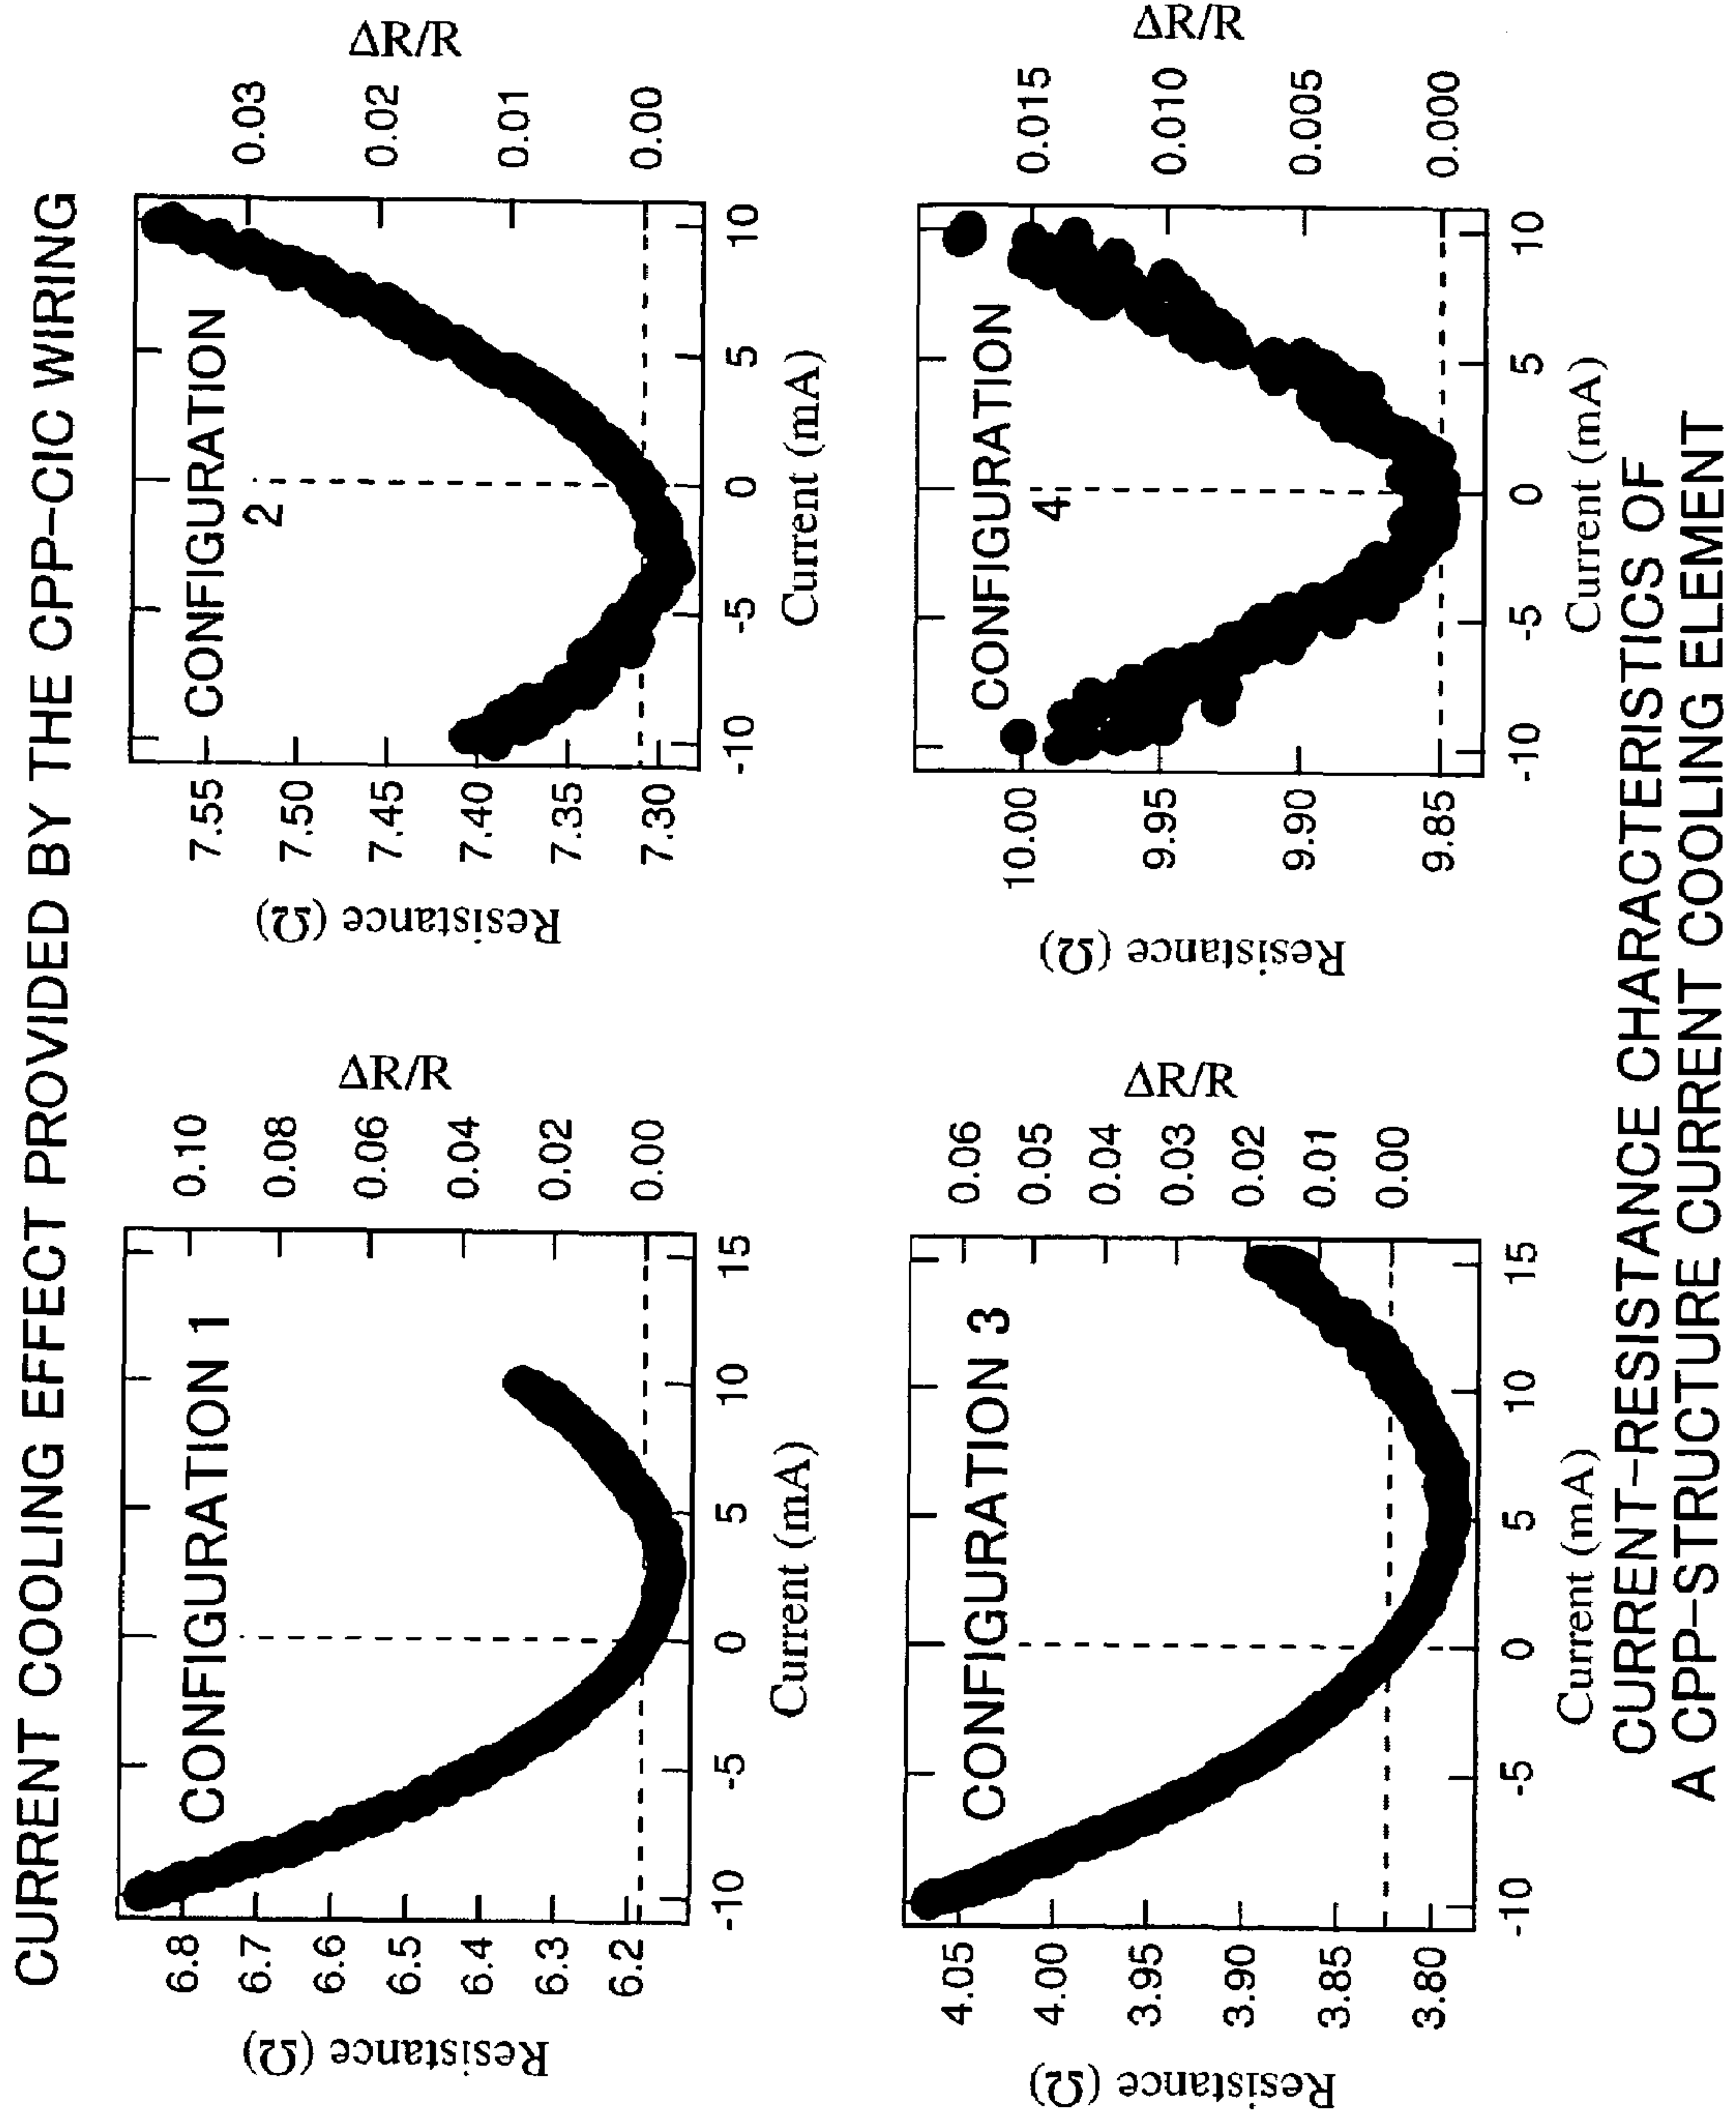 CURRENT COOLING EFFECT PROVIDED BY THE CPP–CIC WIRING
CONFIGURATION 1
Resistance (Ω)
6.8
6.7
6.6
6.5
6.4
6.3
6.2
ΔR/R
0.10
0.08
0.06
0.04
0.02
0.00
-10 -5 0 5 10 15
Current (mA)
CONFIGURATION
2
Resistance (Ω)
7.55
7.50
7.45
7.40
7.35
7.30
ΔR/R
0.03
0.02
0.01
0.00
-10 -5 0 5 10
Current (mA)
CONFIGURATION 3
Resistance (Ω)
4.05
4.00
3.95
3.90
3.85
3.80
ΔR/R
0.06
0.05
0.04
0.03
0.02
0.01
0.00
-10 -5 0 5 10 15
Current (mA)
CONFIGURATION
4
Resistance (Ω)
10.00
9.95
9.90
9.85
ΔR/R
0.015
0.010
0.005
0.000
-10 -5 0 5 10
Current (mA)
CURRENT–RESISTANCE CHARACTERISTICS OF
A CPP–STRUCTURE CURRENT COOLING ELEMENT